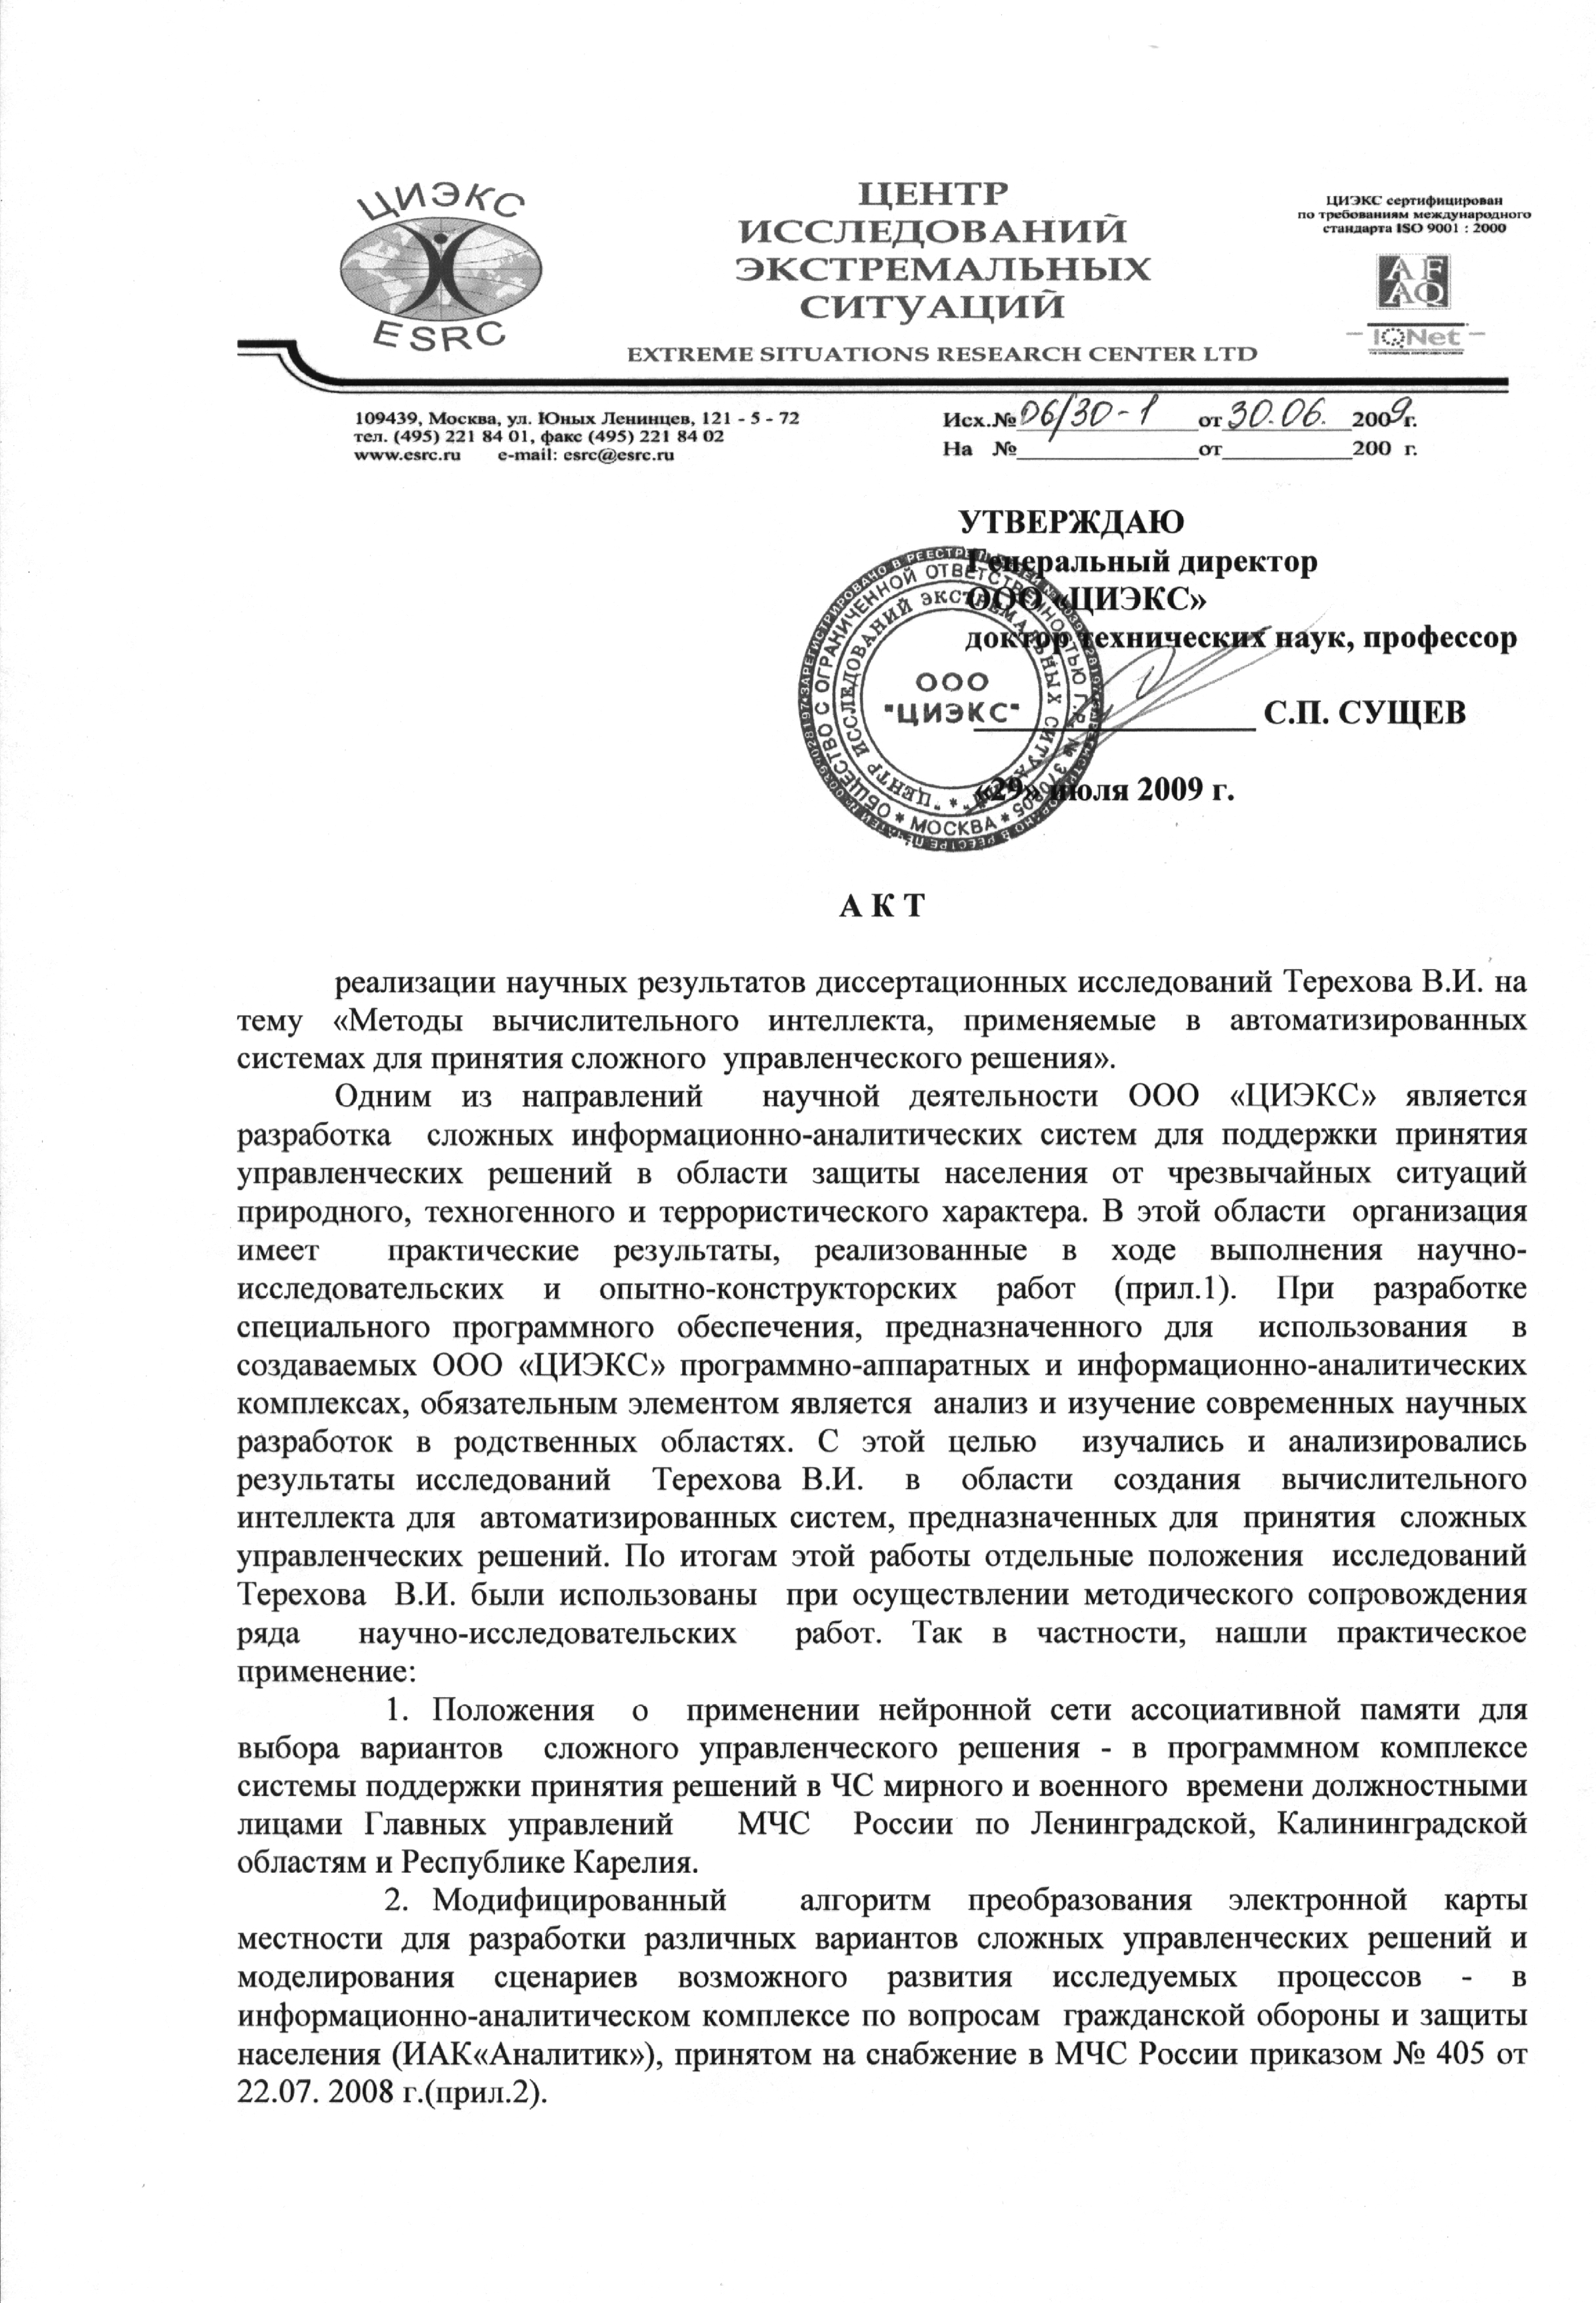 ЦИЭКС
ESRC
ЦЕНТР
ИССЛЕДОВАНИЙ
ЭКСТРЕМАЛЬНЫХ
СИТУАЦИЙ
EXTREME SITUATIONS RESEARCH CENTER LTD
ЦИЭКС сертифицирован
по требованиям международного
стандарта ISO 9001 : 2000
AF
AQ
IQNet
109439, Москва, ул. Юных Ленинцев, 121 - 5 - 72
тел. (495) 221 84 01, факс (495) 221 84 02
www.esrc.ru e-mail: esrc@esrc.ru
Исх.№ 06/30-1 от 30.06. 2009 г.
На № от 200 г.
УТВЕРЖДАЮ
Генеральный директор
ООО «ЦИЭКС»
доктор технических наук, профессор
С.П. СУЩЕВ
«29» июля 2009 г.
ОБЩЕСТВО С ОГРАНИЧЕННОЙ ОТВЕТСТВЕННОСТЬЮ
"ЦЕНТР ИССЛЕДОВАНИЙ ЭКСТРЕМАЛЬНЫХ СИТУАЦИЙ"
* МОСКВА *
ООО
"ЦИЭКС"
А К Т
реализации научных результатов диссертационных исследований Терехова В.И. на
тему «Методы вычислительного интеллекта, применяемые в автоматизированных
системах для принятия сложного управленческого решения».
Одним из направлений научной деятельности ООО «ЦИЭКС» является
разработка сложных информационно-аналитических систем для поддержки принятия
управленческих решений в области защиты населения от чрезвычайных ситуаций
природного, техногенного и террористического характера. В этой области организация
имеет практические результаты, реализованные в ходе выполнения научно-
исследовательских и опытно-конструкторских работ (прил.1). При разработке
специального программного обеспечения, предназначенного для использования в
создаваемых ООО «ЦИЭКС» программно-аппаратных и информационно-аналитических
комплексах, обязательным элементом является анализ и изучение современных научных
разработок в родственных областях. С этой целью изучались и анализировались
результаты исследований Терехова В.И. в области создания вычислительного
интеллекта для автоматизированных систем, предназначенных для принятия сложных
управленческих решений. По итогам этой работы отдельные положения исследований
Терехова В.И. были использованы при осуществлении методического сопровождения
ряда научно-исследовательских работ. Так в частности, нашли практическое
применение:
1. Положения о применении нейронной сети ассоциативной памяти для
выбора вариантов сложного управленческого решения - в программном комплексе
системы поддержки принятия решений в ЧС мирного и военного времени должностными
лицами Главных управлений МЧС России по Ленинградской, Калининградской
областям и Республике Карелия.
2. Модифицированный алгоритм преобразования электронной карты
местности для разработки различных вариантов сложных управленческих решений и
моделирования сценариев возможного развития исследуемых процессов - в
информационно-аналитическом комплексе по вопросам гражданской обороны и защиты
населения (ИАК«Аналитик»), принятом на снабжение в МЧС России приказом № 405 от
22.07. 2008 г.(прил.2).